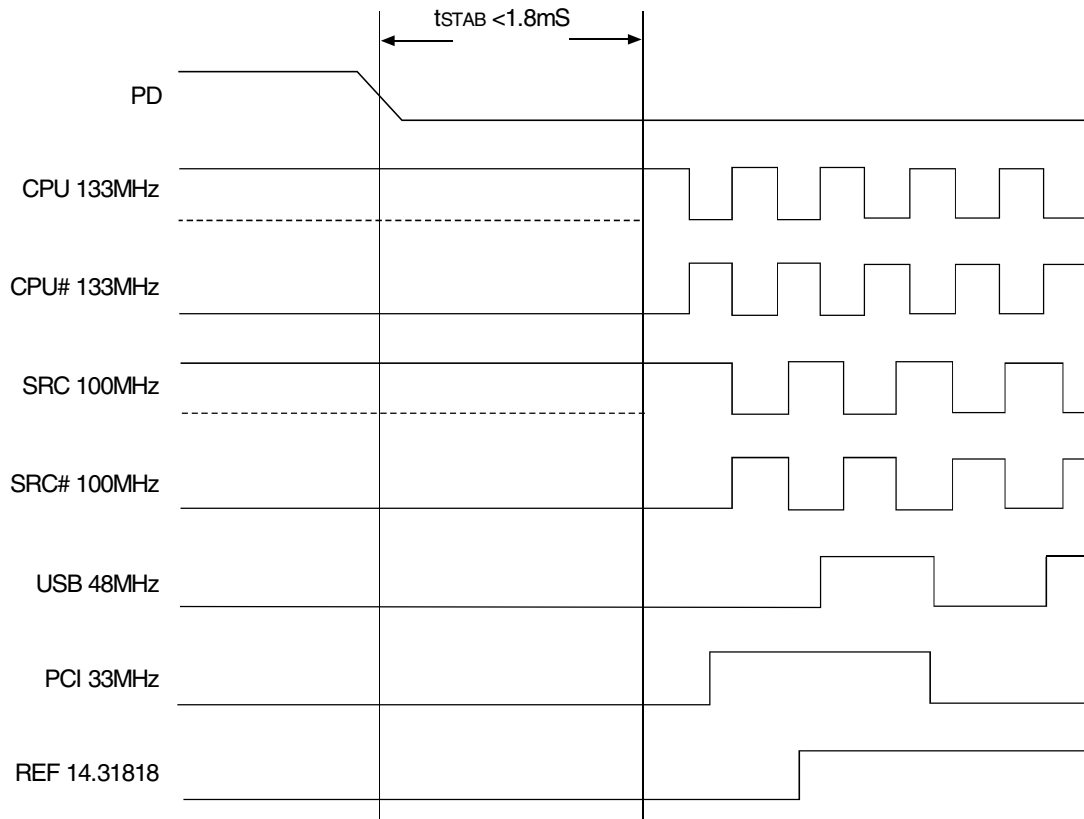 tSTAB <1.8mS
PD
CPU 133MHz
CPU# 133MHz
SRC 100MHz
SRC# 100MHz
USB 48MHz
PCI 33MHz
REF 14.31818